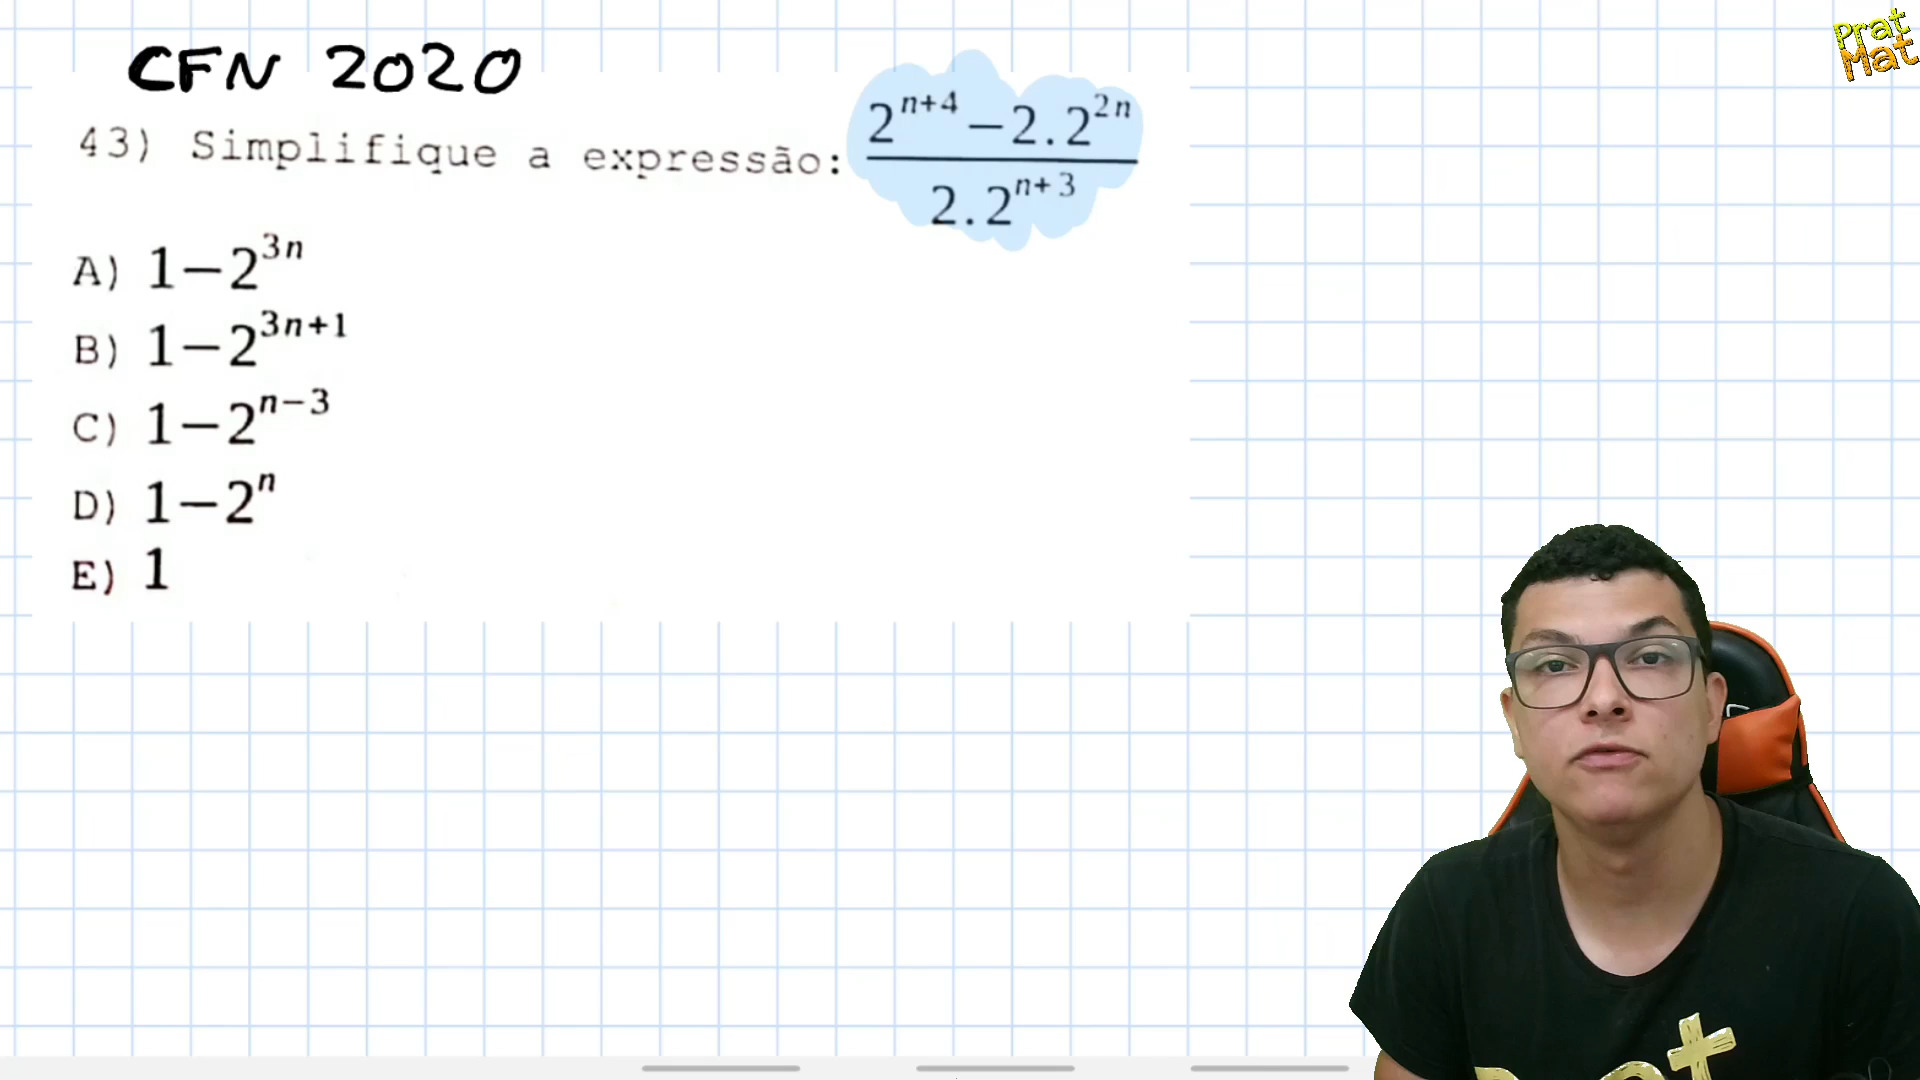 Prat
Mat
CFN 2020
43) Simplifique a expressão: \frac{2^{n+4}-2.2^{2n}}{2.2^{n+3}}
A) 1-2^{3n}
B) 1-2^{3n+1}
C) 1-2^{n-3}
D) 1-2^{n}
E) 1